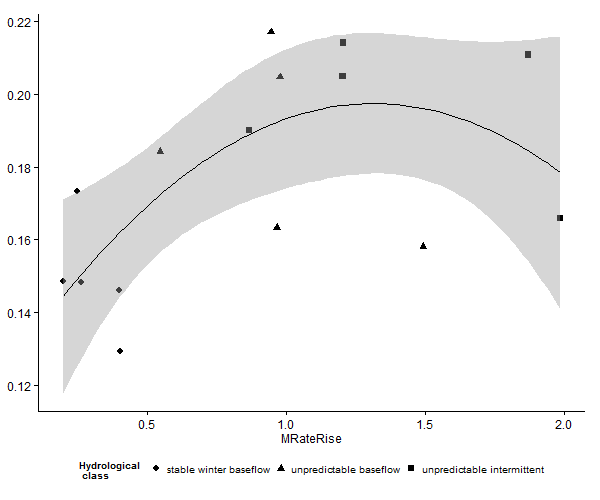 0.22
0.20
0.18
0.16
0.14
0.12
0.5
1.0
1.5
2.0
MRateRise
Hydrological
class
stable winter baseflow
unpredictable baseflow
unpredictable intermittent